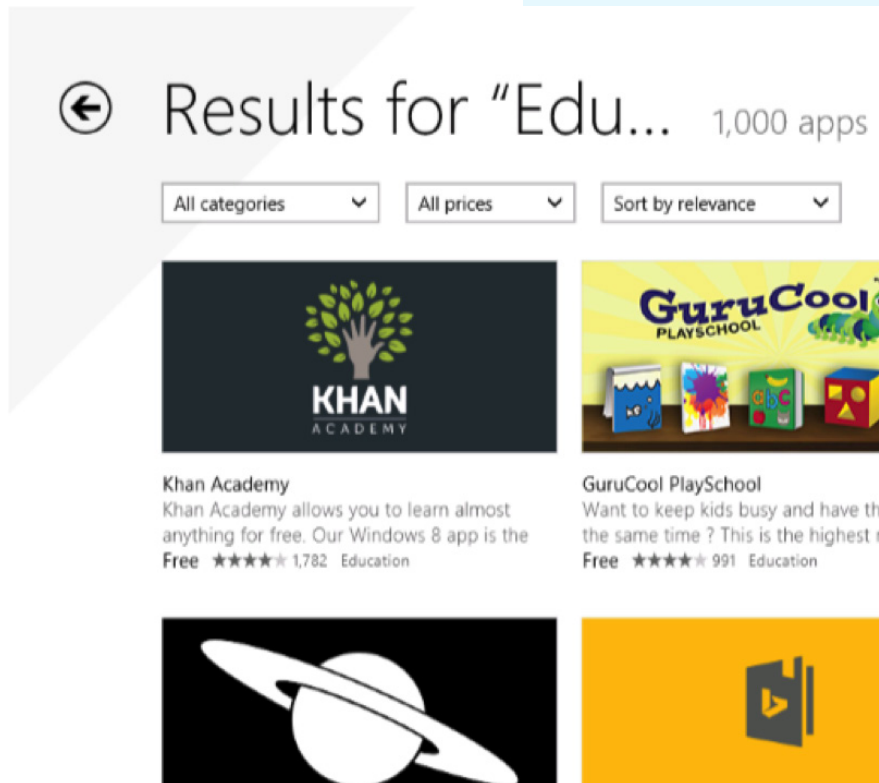 Results for “Edu... 1,000 apps
All categories
All prices
Sort by relevance
KHAN
ACADEMY
GuruCool
PLAYSCHOOL
abc
Khan Academy
Khan Academy allows you to learn almost
anything for free. Our Windows 8 app is the
Free 1,782 Education
GuruCool PlaySchool
Want to keep kids busy and have
the same time ? This is the highest
Free 991 Education